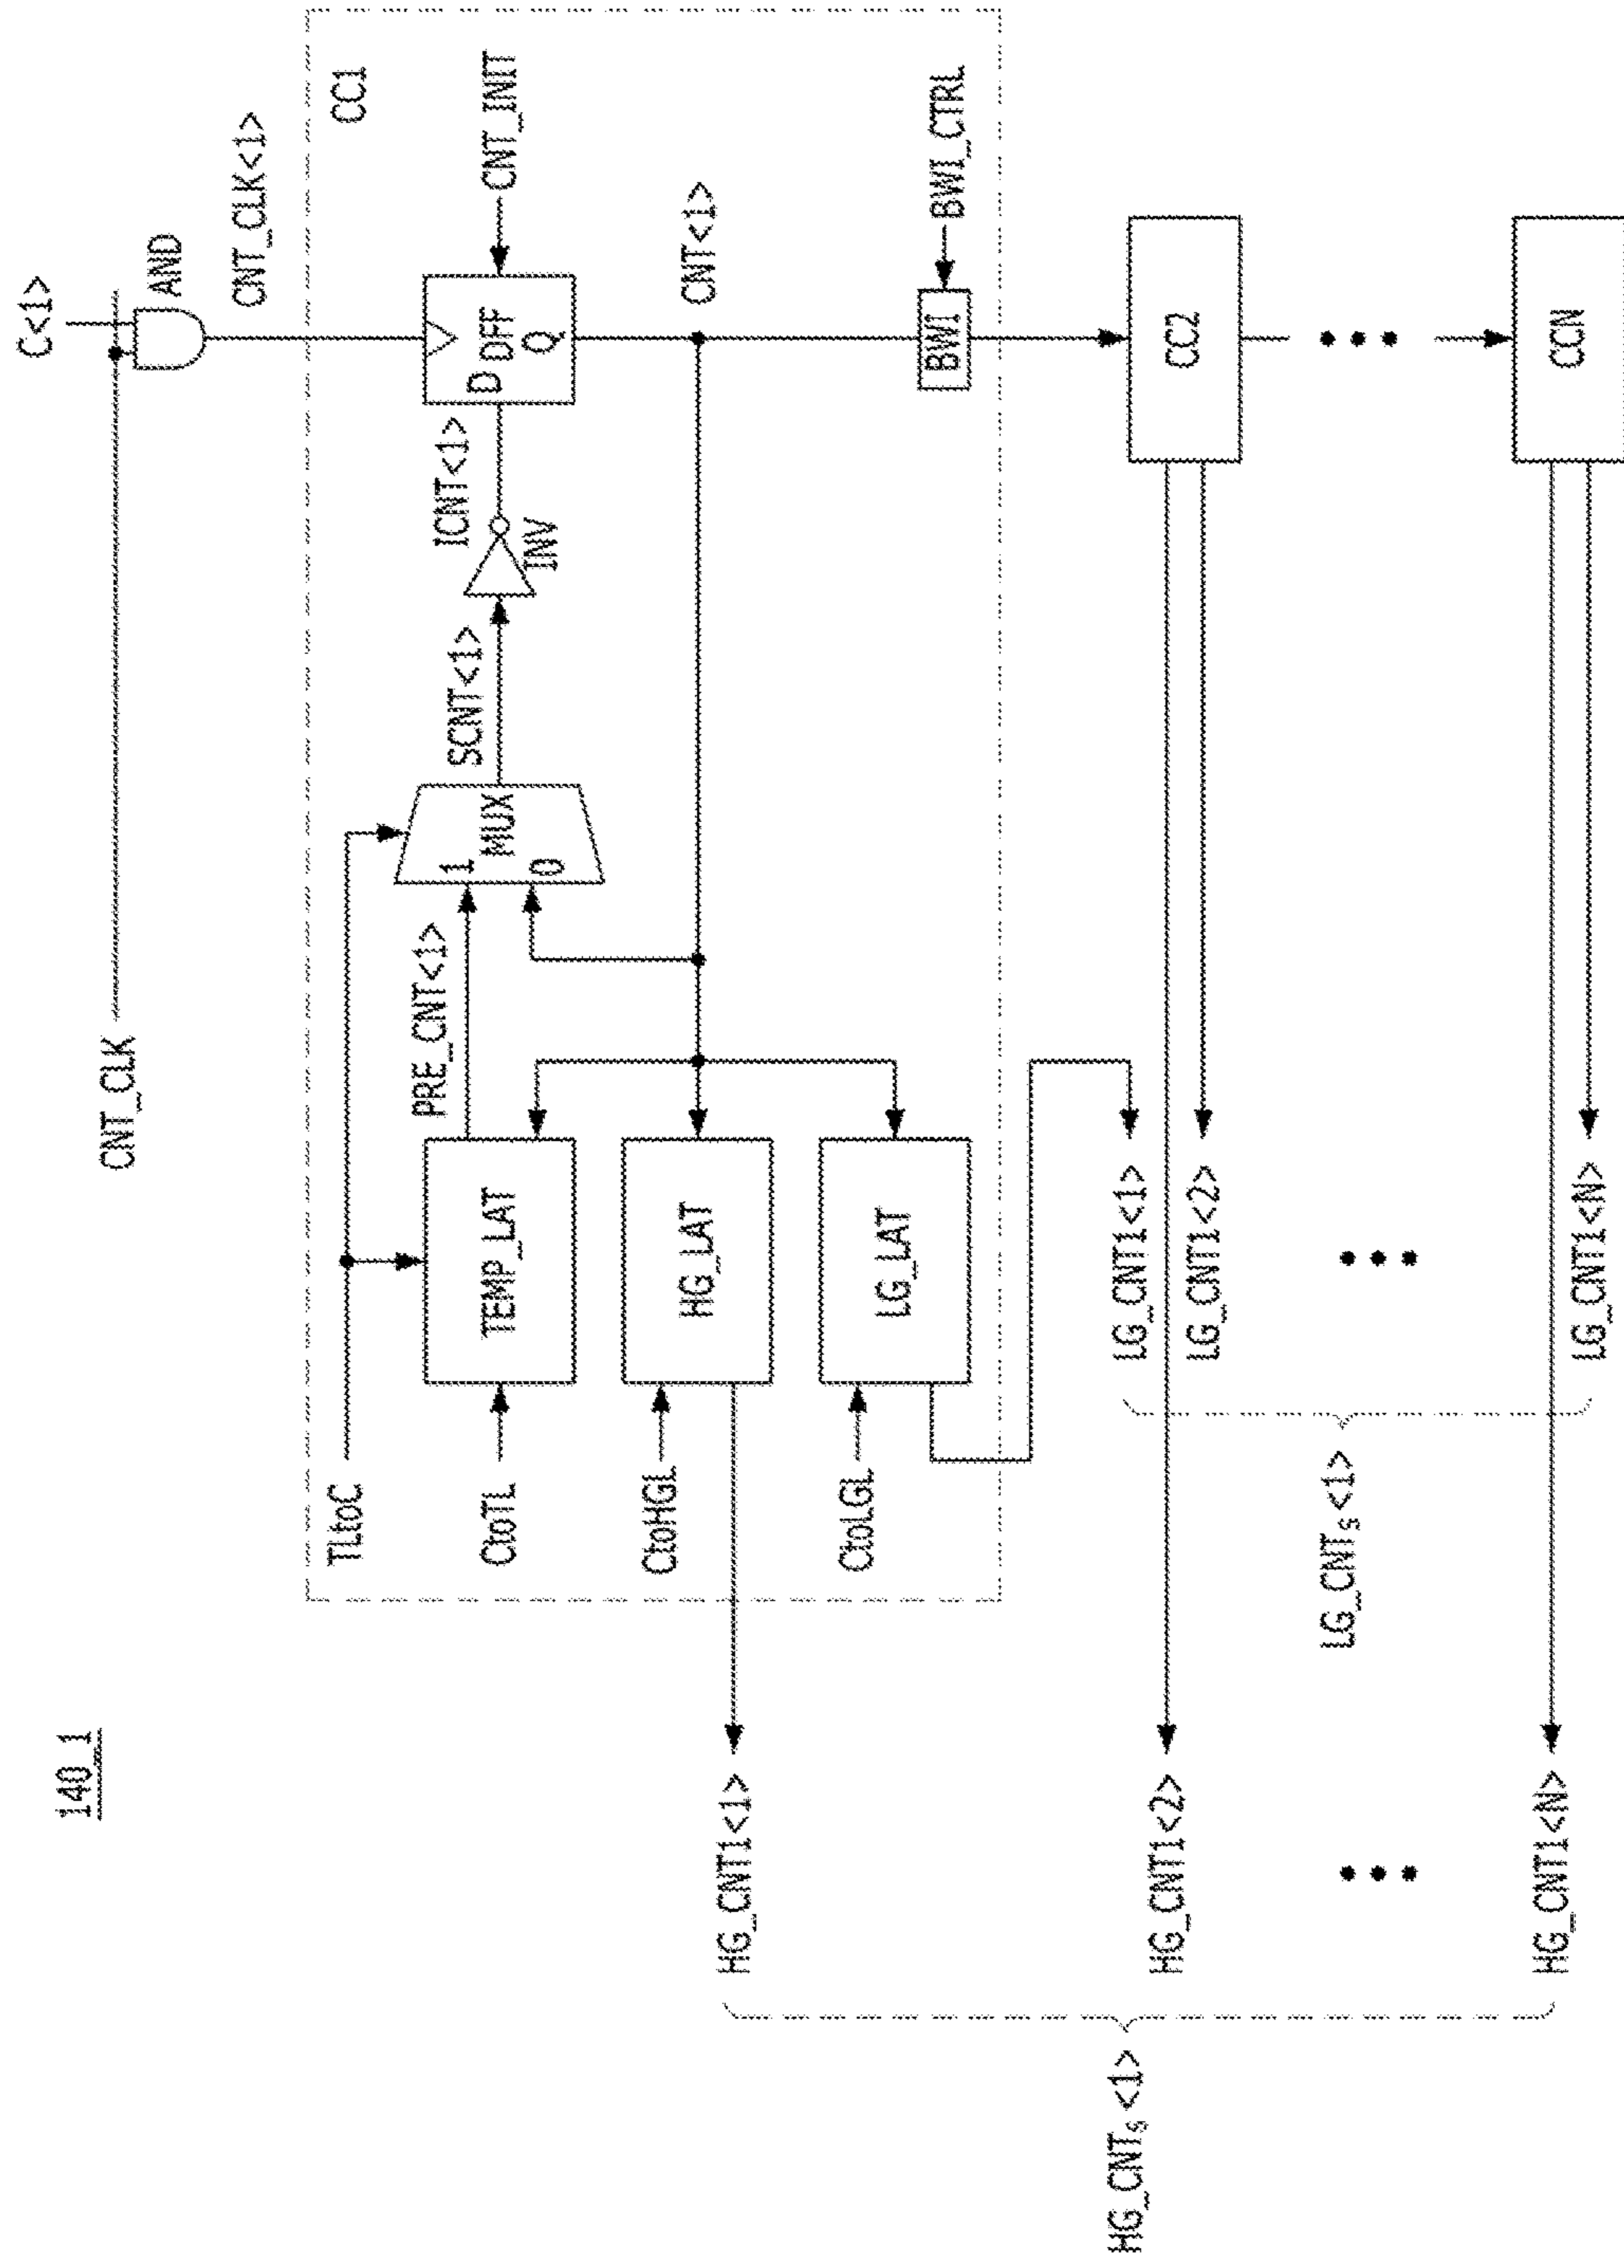 140_1
CNT_CLK
C<1>
AND
CNT_CLK<1>
CC1
TLtoC
CtoTL
TEMP_LAT
PRE_CNT<1>
1
MUX
0
SCNT<1>
INV
ICNT<1>
D
DFF
Q
CNT_INIT
CtoHGL
HG_LAT
CtoLGL
LG_LAT
CNT<1>
BWI
BWI_CTRL
HG_CNT1<1>
HG_CNT1<2>
HG_CNT1<N>
HG_CNTs<1>
LG_CNT1<1>
LG_CNT1<2>
LG_CNT1<N>
LG_CNTs<1>
CC2
CCN